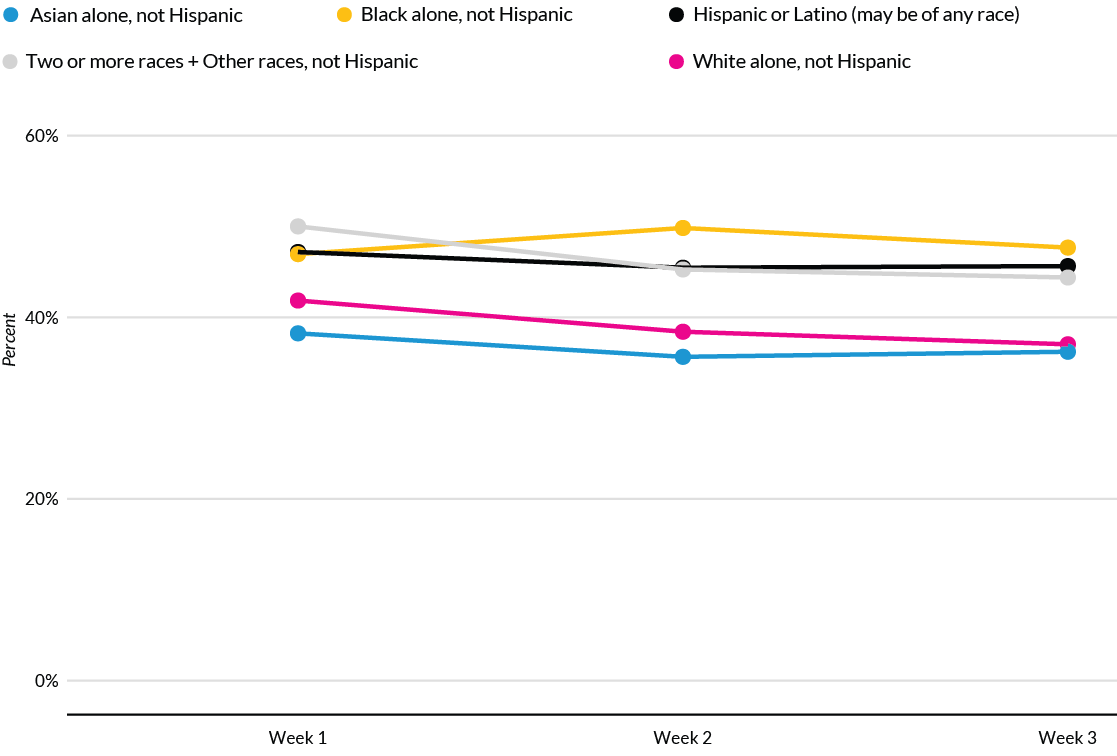 Asian alone, not Hispanic
Black alone, not Hispanic
Hispanic or Latino (may be of any race)
Two or more races + Other races, not Hispanic
White alone, not Hispanic
60%
40%
Percent
20%
0%
Week 1
Week 2
Week 3